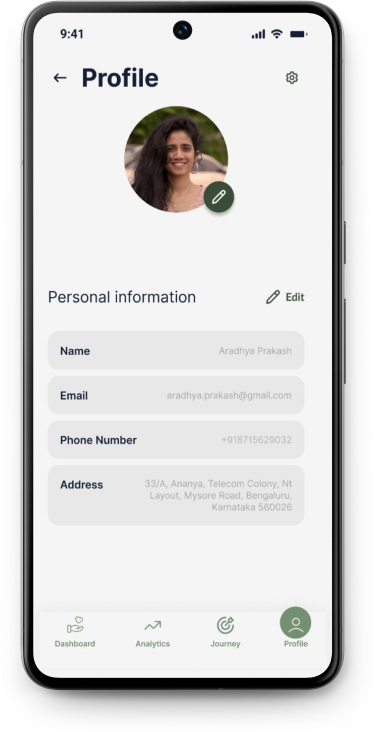 9:41
Profile
Personal information
Edit
Name
Aradhya Prakash
Email
aradhya.prakash@gmail.com
Phone Number
+918715629032
Address
33/A, Ananya, Telecom Colony, Nt
Layout, Mysore Road, Bengaluru,
Karnataka 560026
Dashboard
Analytics
Journey
Profile